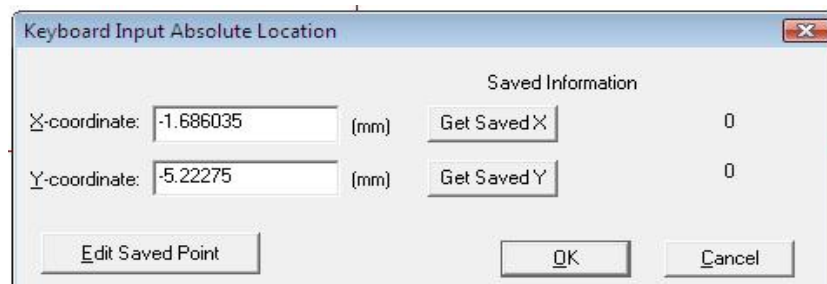 Keyboard Input Absolute Location
Saved Information
X-coordinate: -1.686035 (mm) Get Saved X 0
Y-coordinate: -5.22275 (mm) Get Saved Y 0
Edit Saved Point OK Cancel